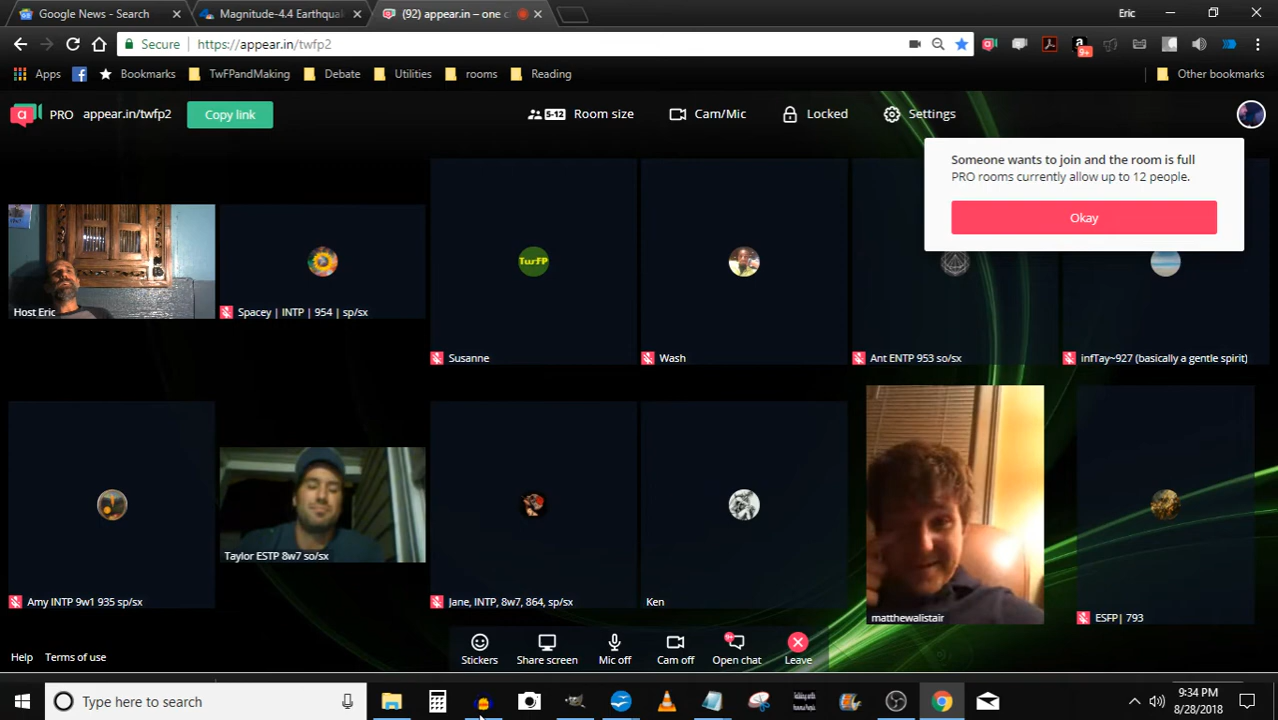 Google News - Search
Magnitude-4.4 Earthquak
(92) appear.in – one c
Eric
Secure
https://appear.in/twfp2
9+
Apps
Bookmarks
TwFPandMaking
Debate
Utilities
rooms
Reading
Other bookmarks
PRO
appear.in/twfp2
Copy link
5-12
Room size
Cam/Mic
Locked
Settings
Someone wants to join and the room is full
PRO rooms currently allow up to 12 people.
Okay
Host Eric
Spacey | INTP | 954 | sp/sx
TurfP
Susanne
Wash
Ant ENTP 953 so/sx
infTay~927 (basically a gentle spirit)
Amy INTP 9w1 935 sp/sx
Taylor ESTP 8w7 so/sx
Jane, INTP, 8w7, 864, sp/sx
Ken
matthewalistair
ESFP| 793
9+
Help
Terms of use
Stickers
Share screen
Mic off
Cam off
Open chat
Leave
Type here to search
9:34 PM
8/28/2018